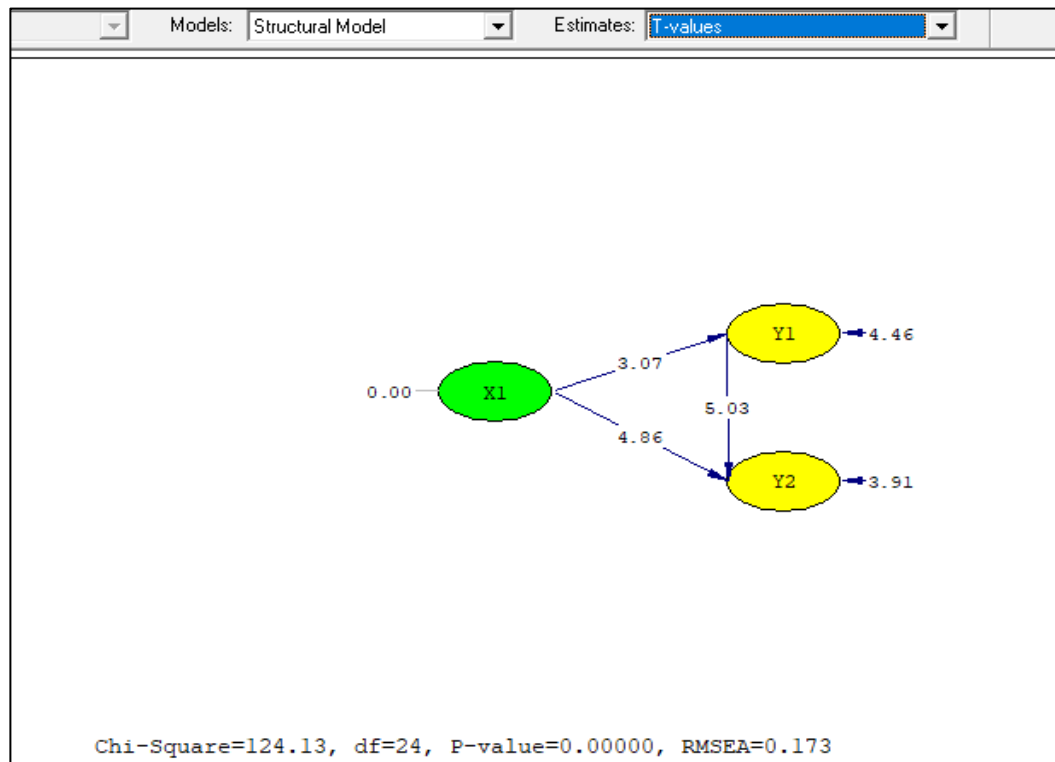 Models: Structural Model Estimates: T-values
Y1 4.46
3.07
0.00 X1
5.03
4.86
Y2 3.91
Chi-Square=124.13, df=24, P-value=0.00000, RMSEA=0.173